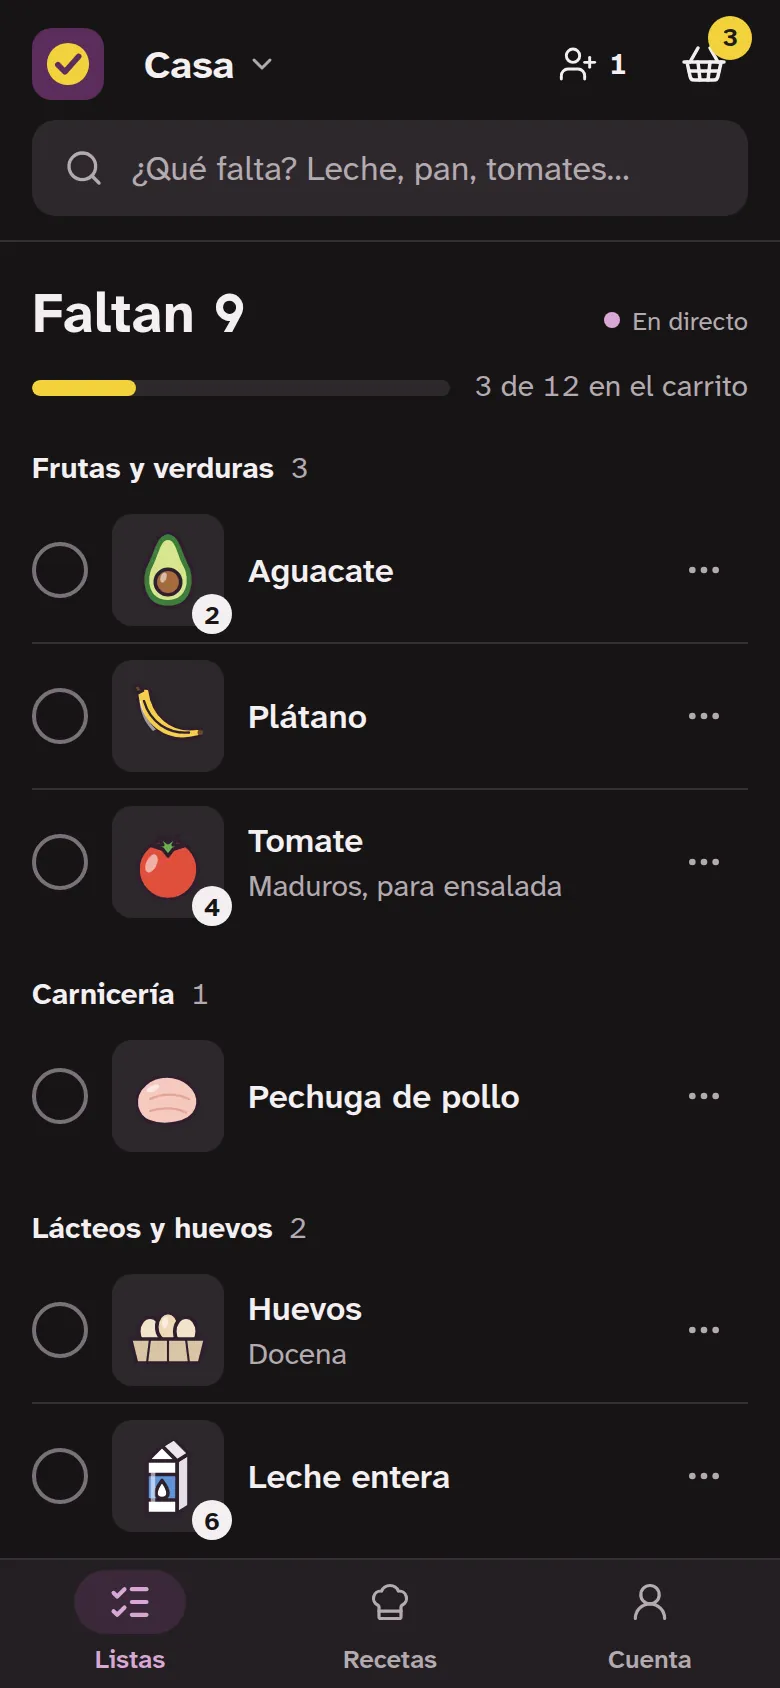 Casa
1
3
¿Qué falta? Leche, pan, tomates...
Faltan 9
En directo
3 de 12 en el carrito
Frutas y verduras 3
Aguacate
2
Plátano
Tomate
Maduros, para ensalada
4
Carnicería 1
Pechuga de pollo
Lácteos y huevos 2
Huevos
Docena
Leche entera
6
Listas
Recetas
Cuenta